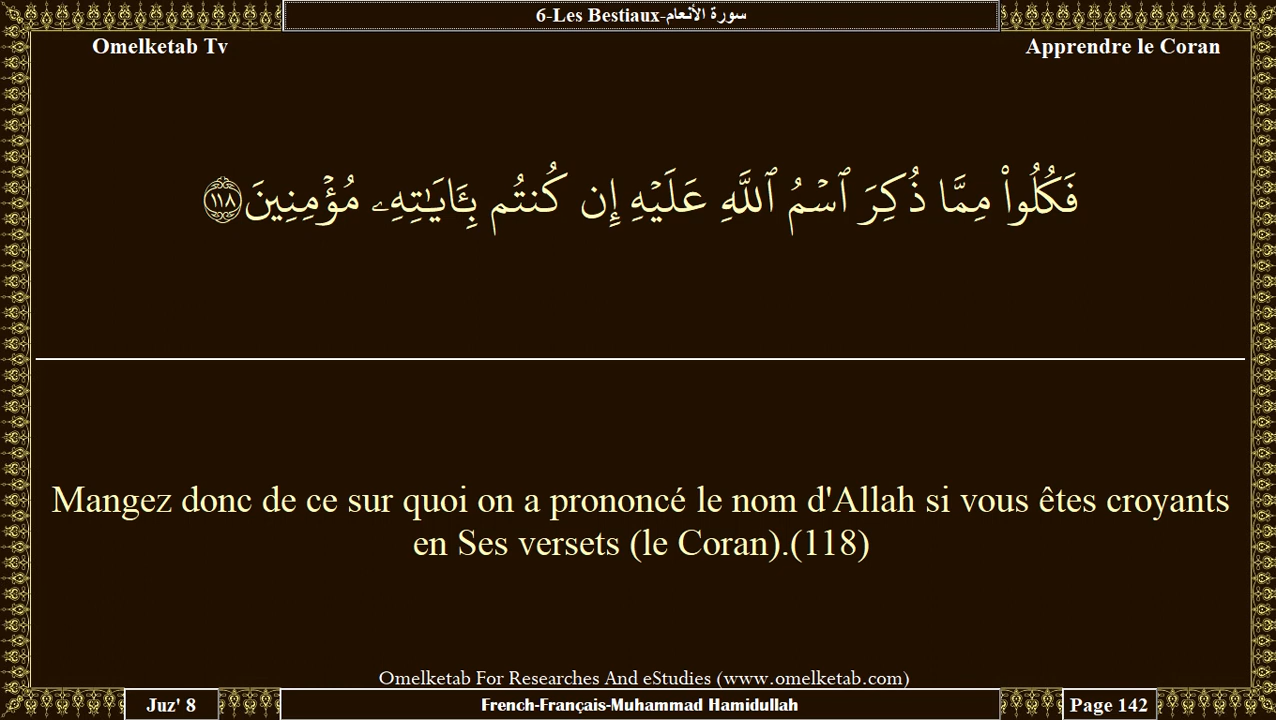 6-Les Bestiaux-سورة الأنعام
Omelketab Tv
Apprendre le Coran
فَكُلُوا۟ مِمَّا ذُكِرَ ٱسۡمُ ٱللَّهِ عَلَيۡهِ إِن كُنتُم بِـَٔايَـٰتِهِۦ مُؤۡمِنِينَ ١١٨
Mangez donc de ce sur quoi on a prononcé le nom d'Allah si vous êtes croyants
en Ses versets (le Coran).(118)
Omelketab For Researches And eStudies (www.omelketab.com)
Juz' 8
French-Français-Muhammad Hamidullah
Page 142